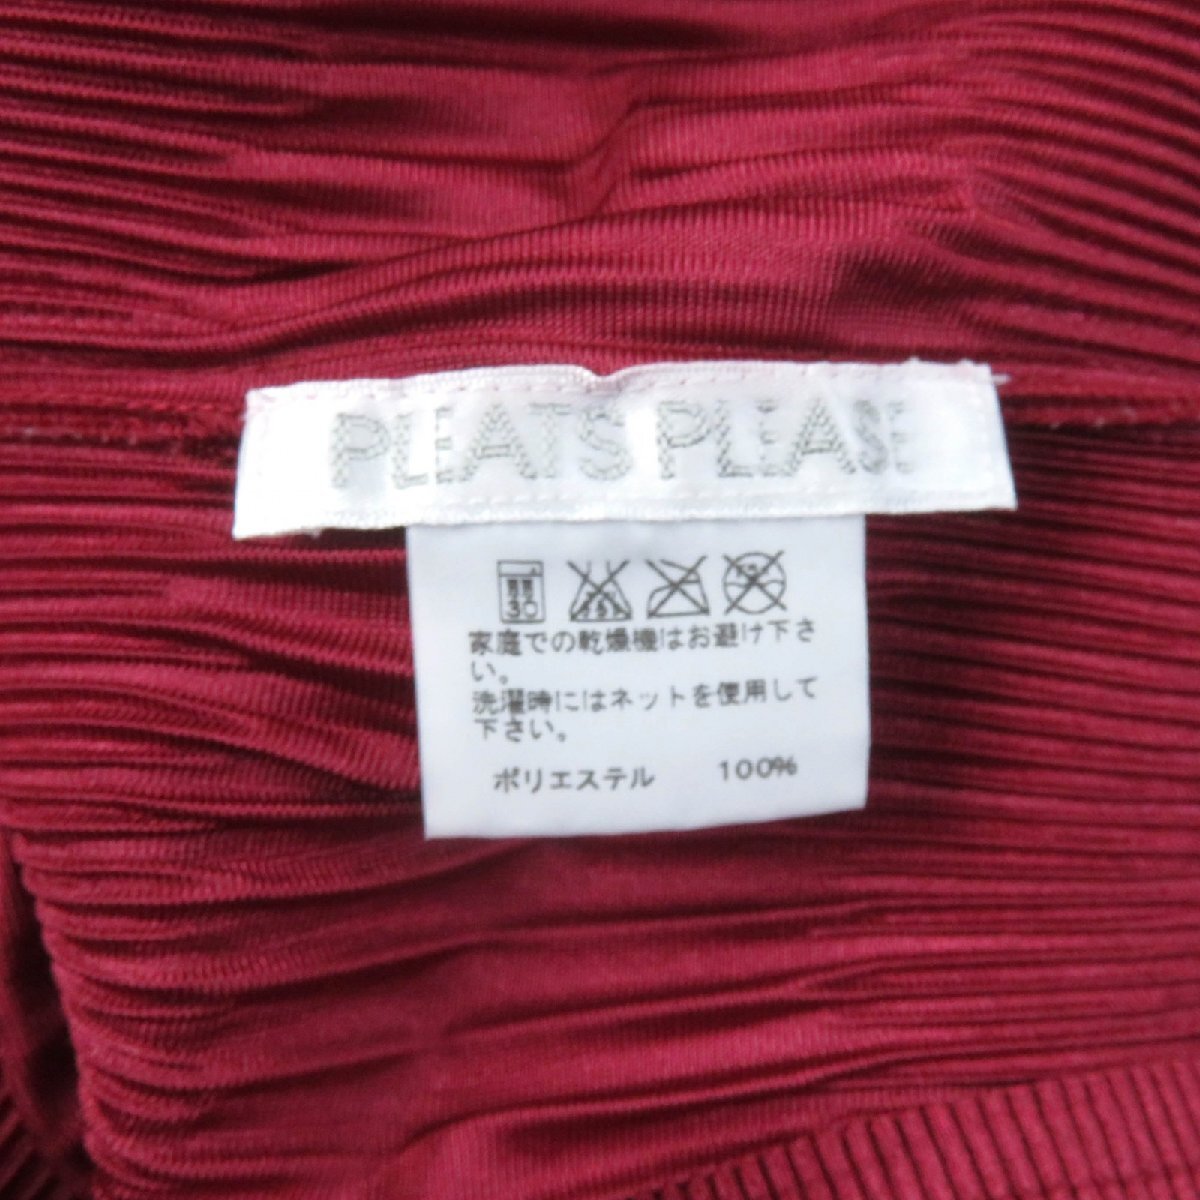 PLEATS PLEASE
弱
30
家庭での乾燥機はお避け下さ
い。
洗濯時にはネットを使用して
下さい。
ポリエステル 100%